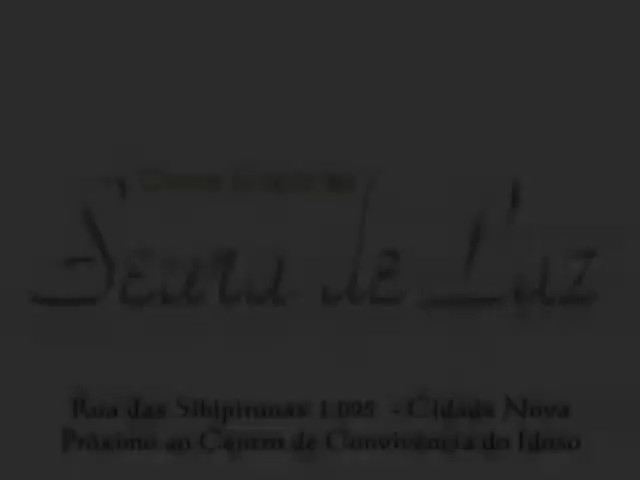 Seara de Luz
Rua das Sibipirunas 1.095 - Cidade Nova
Próximo ao Centro de Convivência do Idoso